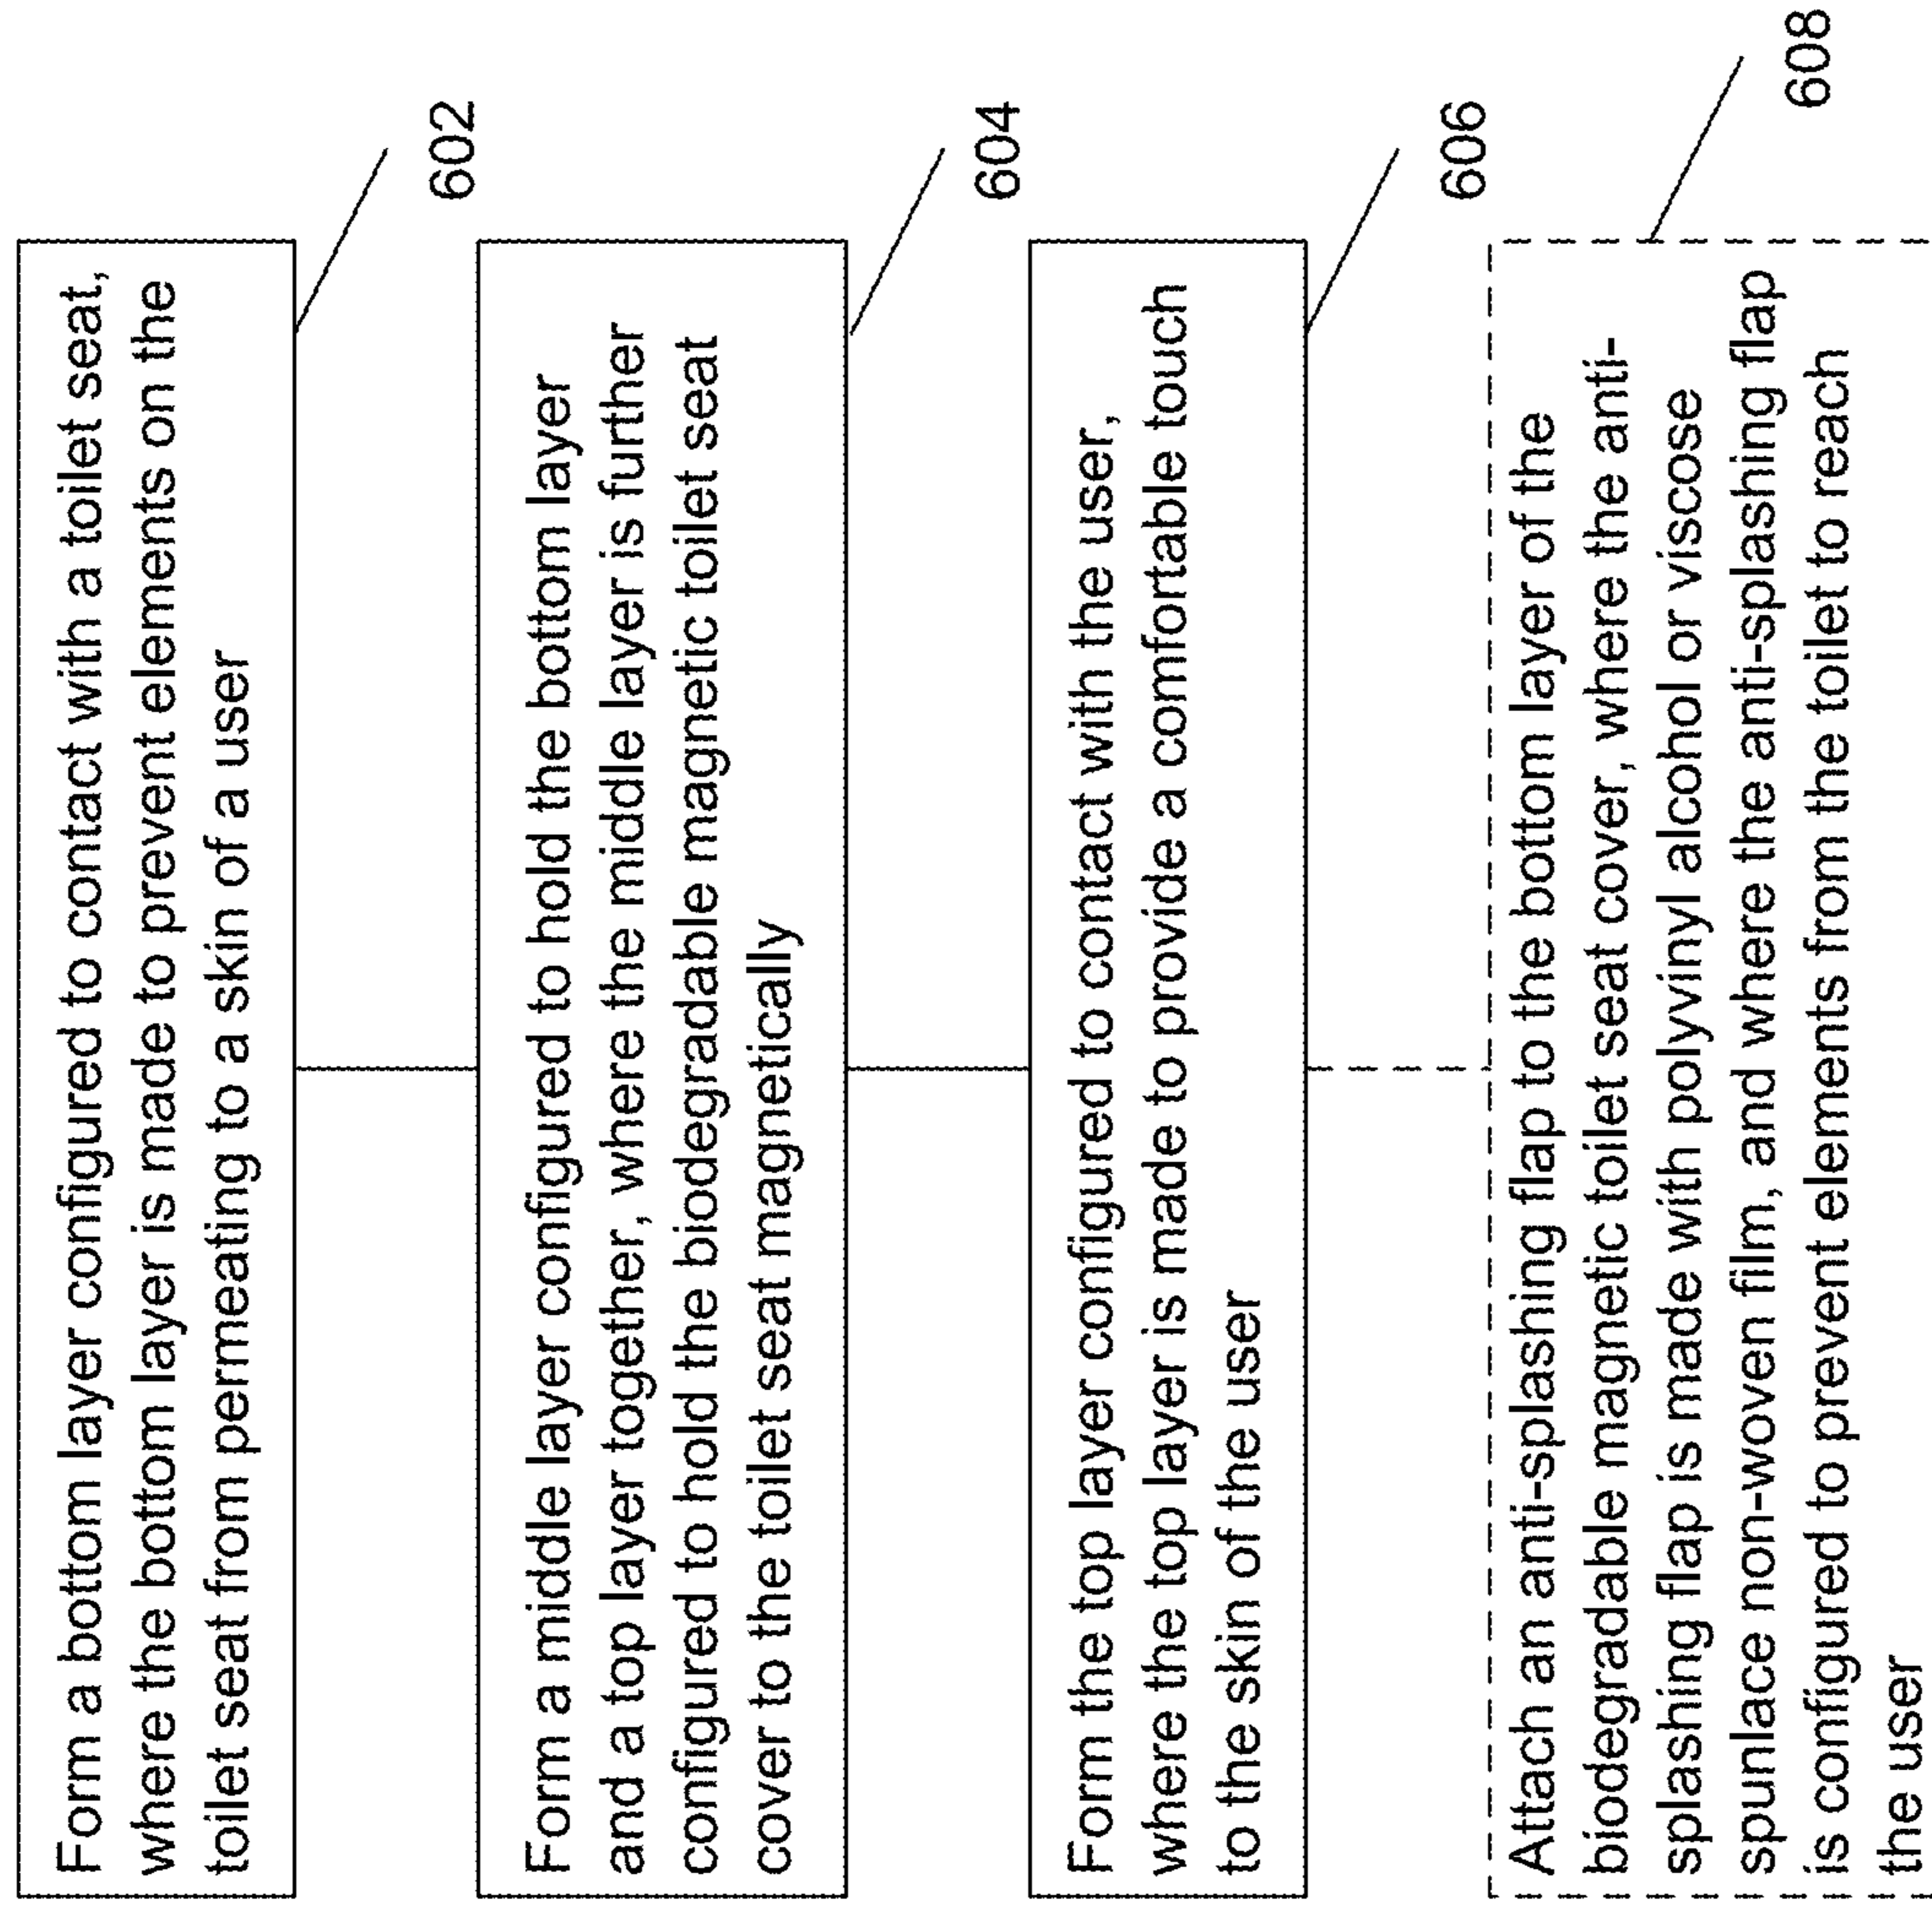 Form a bottom layer configured to contact with a toilet seat,
where the bottom layer is made to prevent elements on the
toilet seat from permeating to a skin of a user
602
Form a middle layer configured to hold the bottom layer
and a top layer together, where the middle layer is further
configured to hold the biodegradable magnetic toilet seat
cover to the toilet seat magnetically
604
Form the top layer configured to contact with the user,
where the top layer is made to provide a comfortable touch
to the skin of the user
606
Attach an anti-splashing flap to the bottom layer of the
biodegradable magnetic toilet seat cover, where the anti-
splashing flap is made with polyvinyl alcohol or viscose
spunlace non-woven film, and where the anti-splashing flap
is configured to prevent elements from the toilet to reach
the user
608